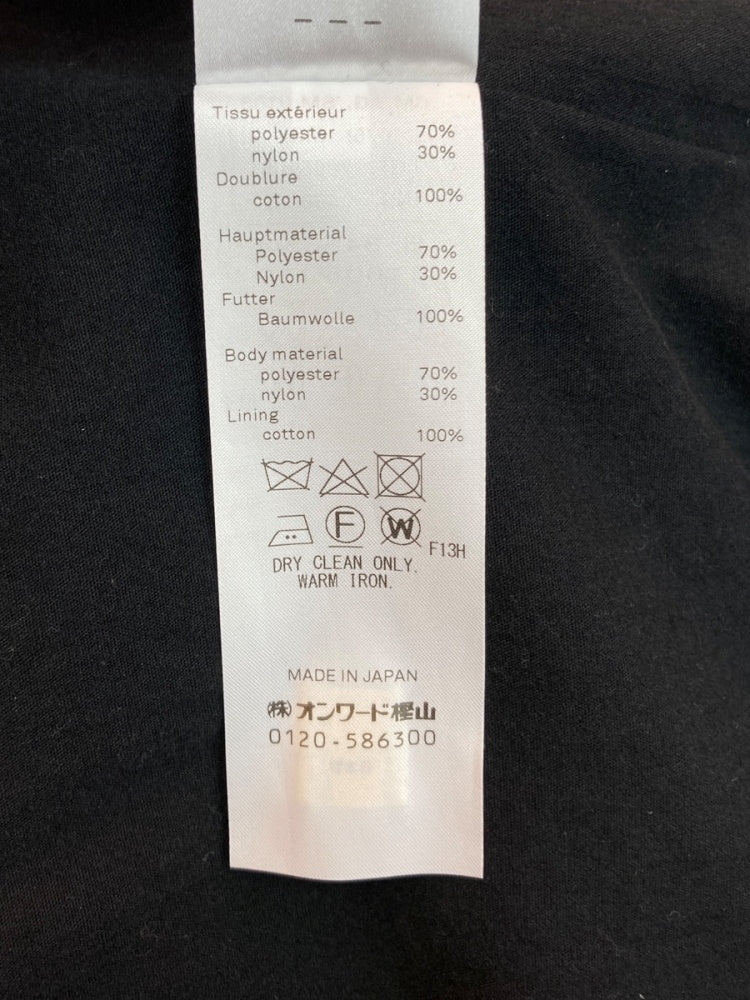 ---
Tissu extérieur
polyester 70%
nylon 30%
Doublure
coton 100%
Hauptmaterial
Polyester 70%
Nylon 30%
Futter
Baumwolle 100%
Body material
polyester 70%
nylon 30%
Lining
cotton 100%
F W F13H
DRY CLEAN ONLY.
WARM IRON.
MADE IN JAPAN
㈱オンワード樫山
0120-586300